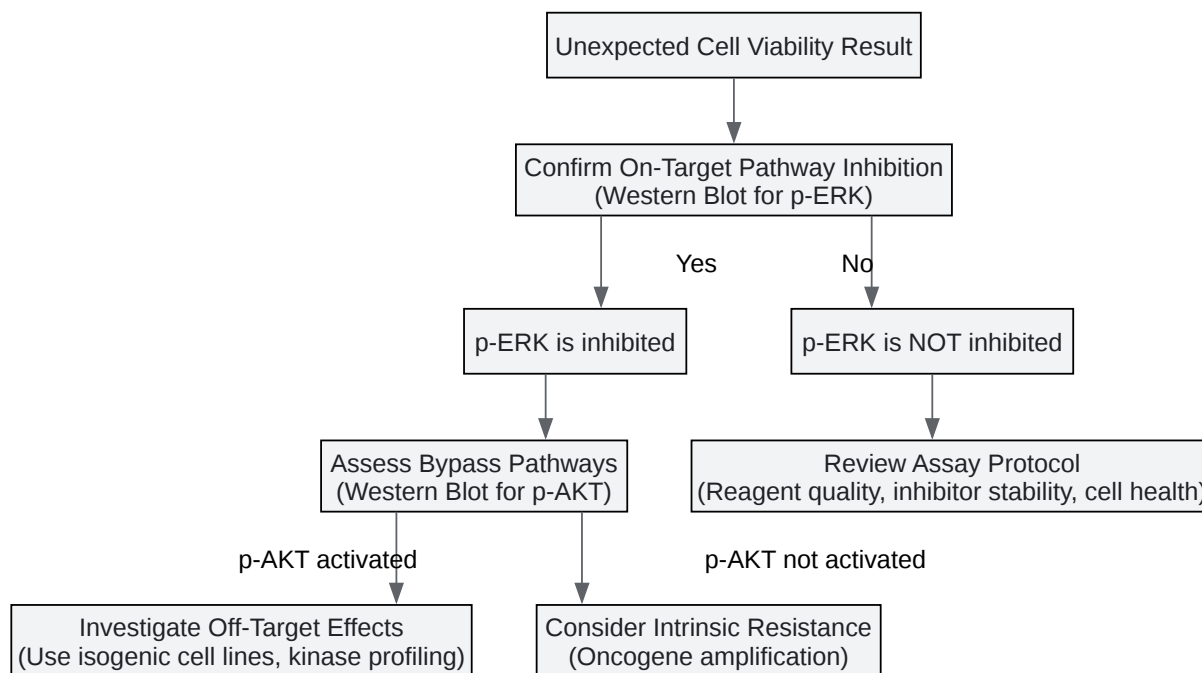 Unexpected Cell Viability Result
Confirm On-Target Pathway Inhibition
(Western Blot for p-ERK)
Yes
No
p-ERK is inhibited
p-ERK is NOT inhibited
Assess Bypass Pathways
(Western Blot for p-AKT)
Review Assay Protocol
(Reagent quality, inhibitor stability, cell health)
p-AKT activated
p-AKT not activated
Investigate Off-Target Effects
(Use isogenic cell lines, kinase profiling)
Consider Intrinsic Resistance
(Oncogene amplification)